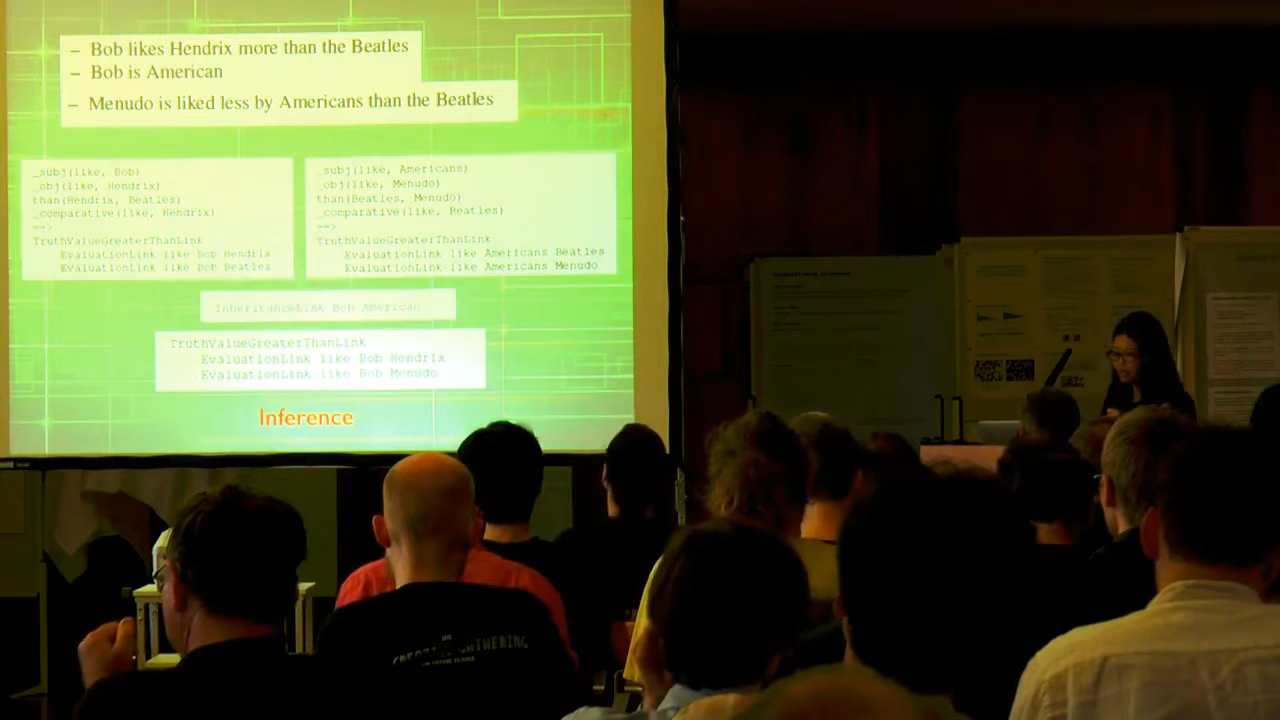 – Bob likes Hendrix more than the Beatles
– Bob is American
– Menudo is liked less by Americans than the Beatles
_subj(like, Bob)
_obj(like, Hendrix)
than(Hendrix, Beatles)
_comparative(like, Hendrix)
==>
TruthValueGreaterThanLink
EvaluationLink like Bob Hendrix
EvaluationLink like Bob Beatles
_subj(like, Americans)
_obj(like, Menudo)
than(Beatles, Menudo)
_comparative(like, Beatles)
==>
TruthValueGreaterThanLink
EvaluationLink like Americans Beatles
EvaluationLink like Americans Menudo
InheritanceLink Bob American
TruthValueGreaterThanLink
EvaluationLink like Bob Hendrix
EvaluationLink like Bob Menudo
Inference
GATHERING